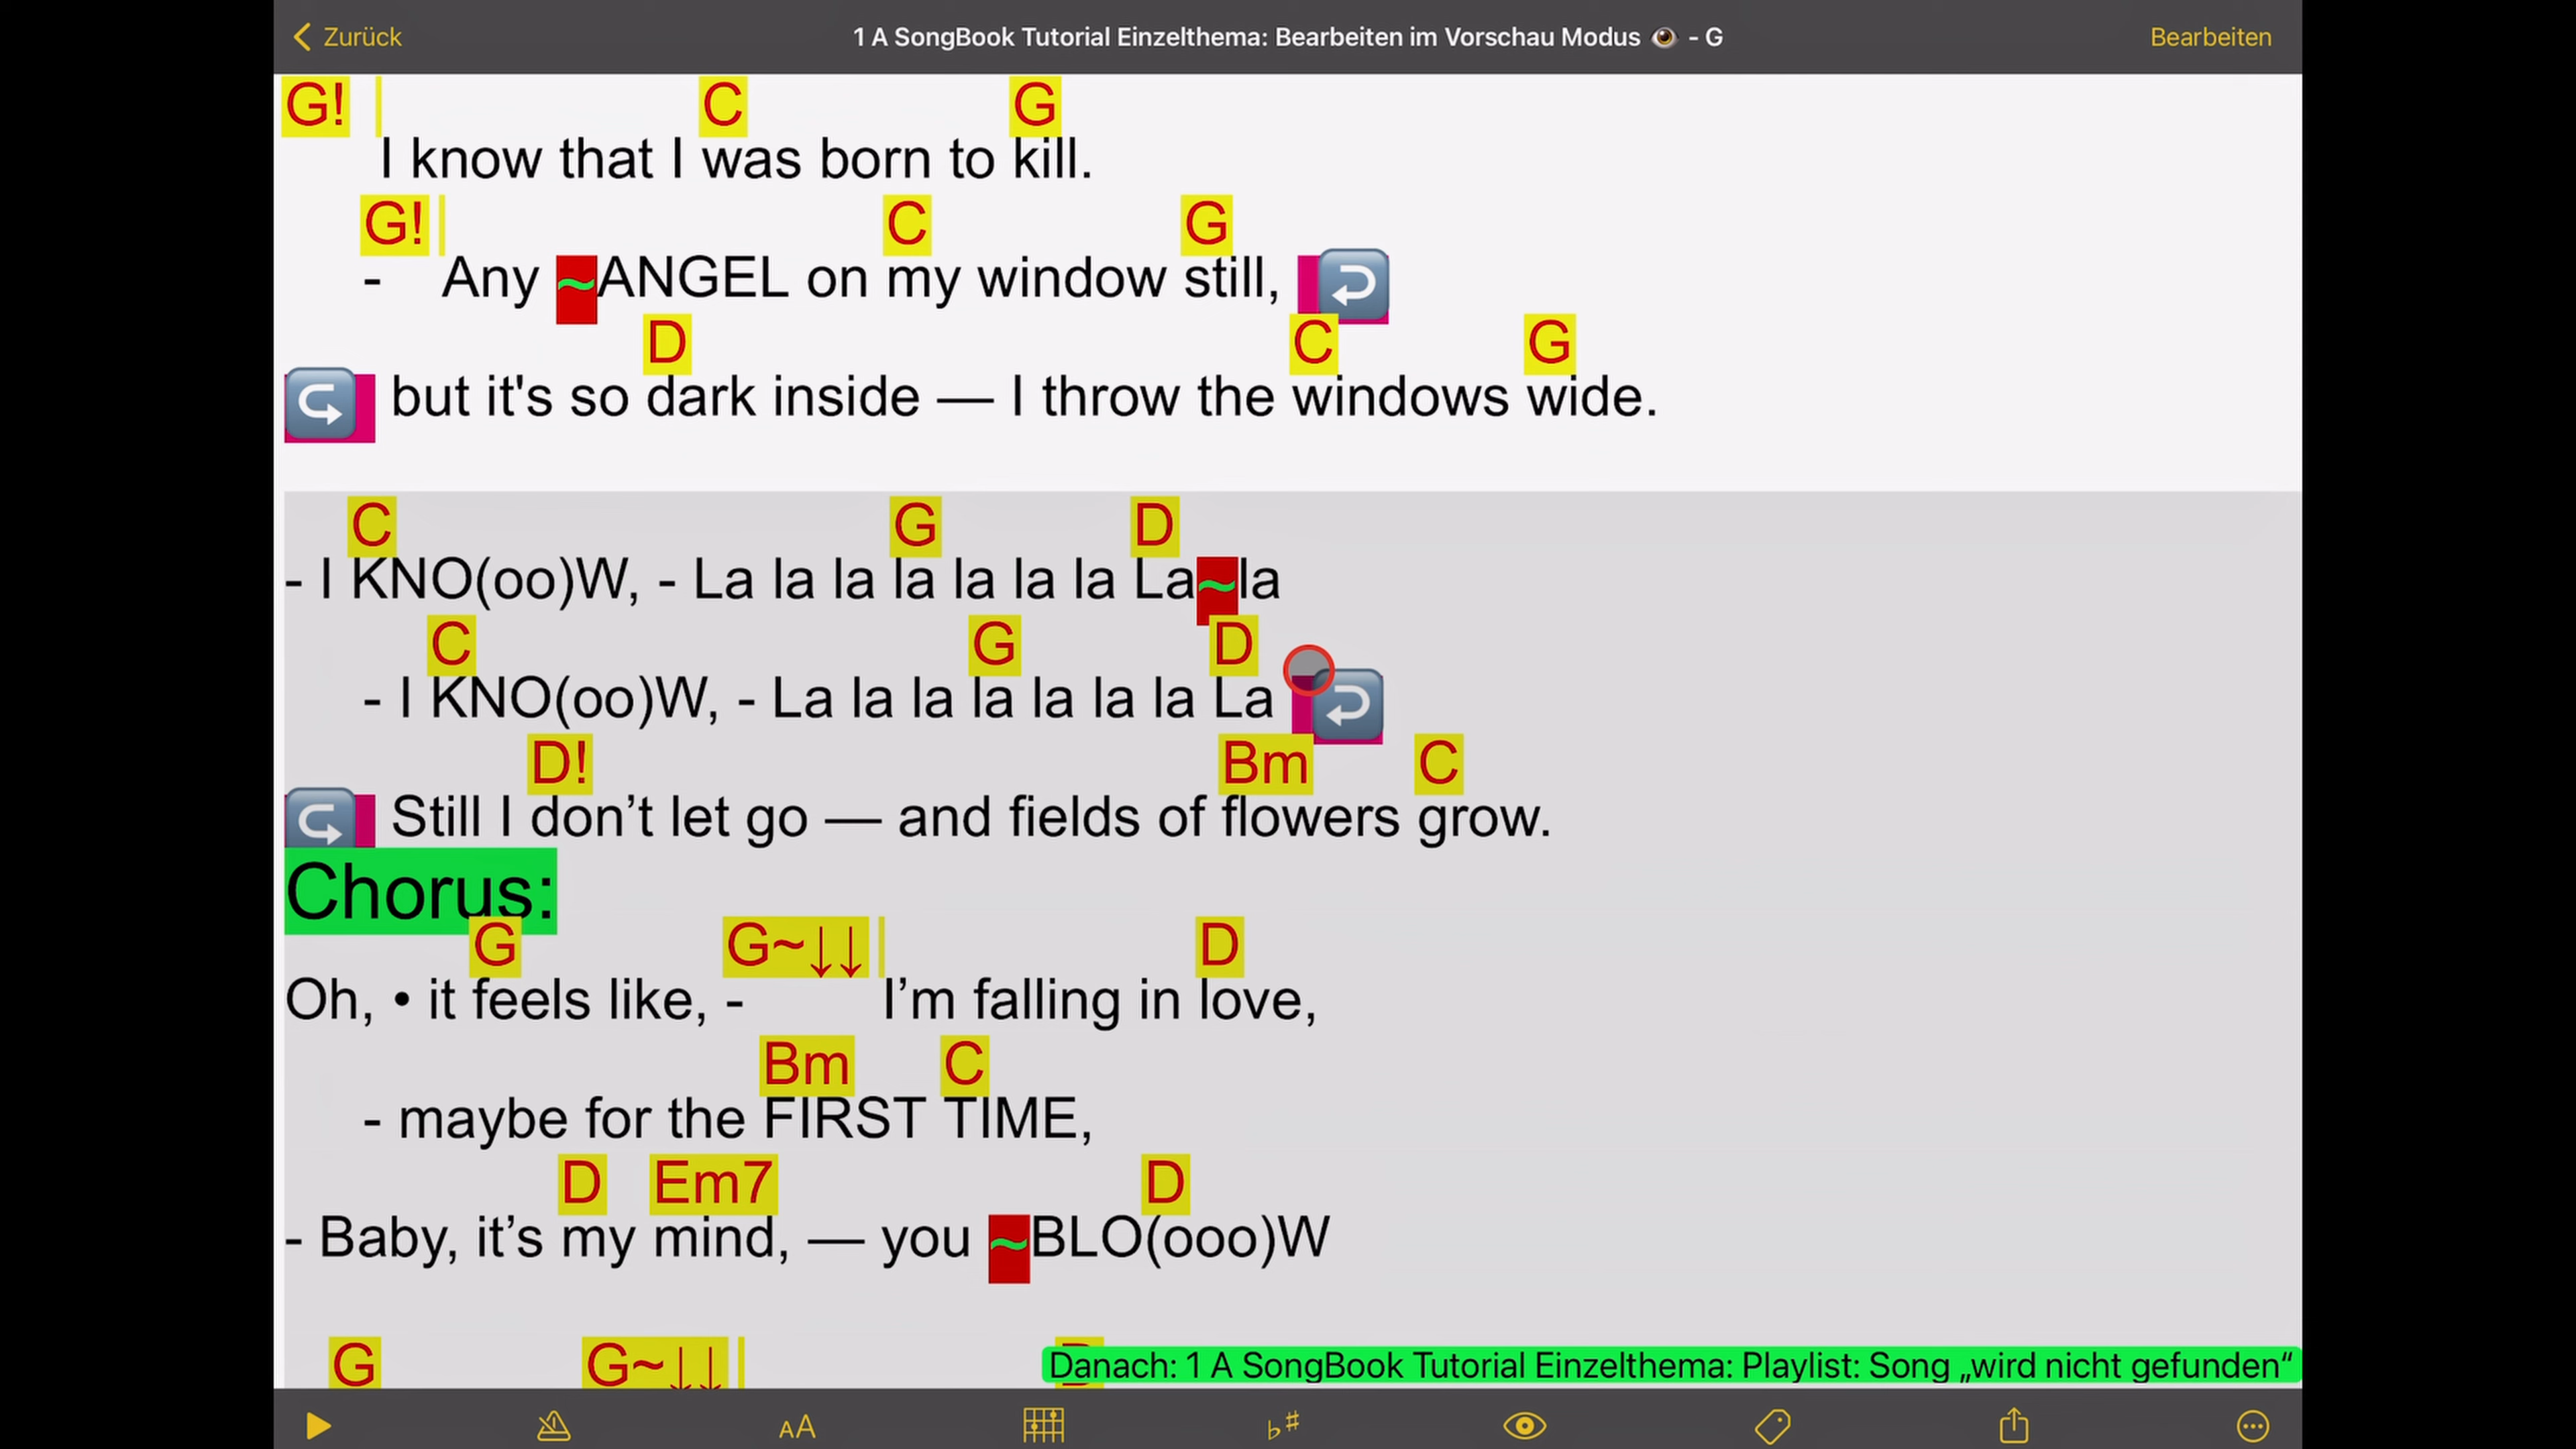 Zurück
1 A SongBook Tutorial Einzelthema: Bearbeiten im Vorschau Modus 👁️ - G
Bearbeiten
G! C G
I know that I was born to kill.
G! C G
- Any ~ANGEL on my window still, ↩️
D C G
↪️ but it's so dark inside — I throw the windows wide.
C G D
- I KNO(oo)W, - La la la la la la la La~la
C G D
- I KNO(oo)W, - La la la la la la la La ↩️
D! Bm C
↪️ Still I don’t let go — and fields of flowers grow.
Chorus:
G G~↓↓ D
Oh, • it feels like, - I’m falling in love,
Bm C
- maybe for the FIRST TIME,
D Em7 D
- Baby, it’s my mind, — you ~BLO(ooo)W
G G~↓↓ D
Danach: 1 A SongBook Tutorial Einzelthema: Playlist: Song „wird nicht gefunden“
AA
♭♯